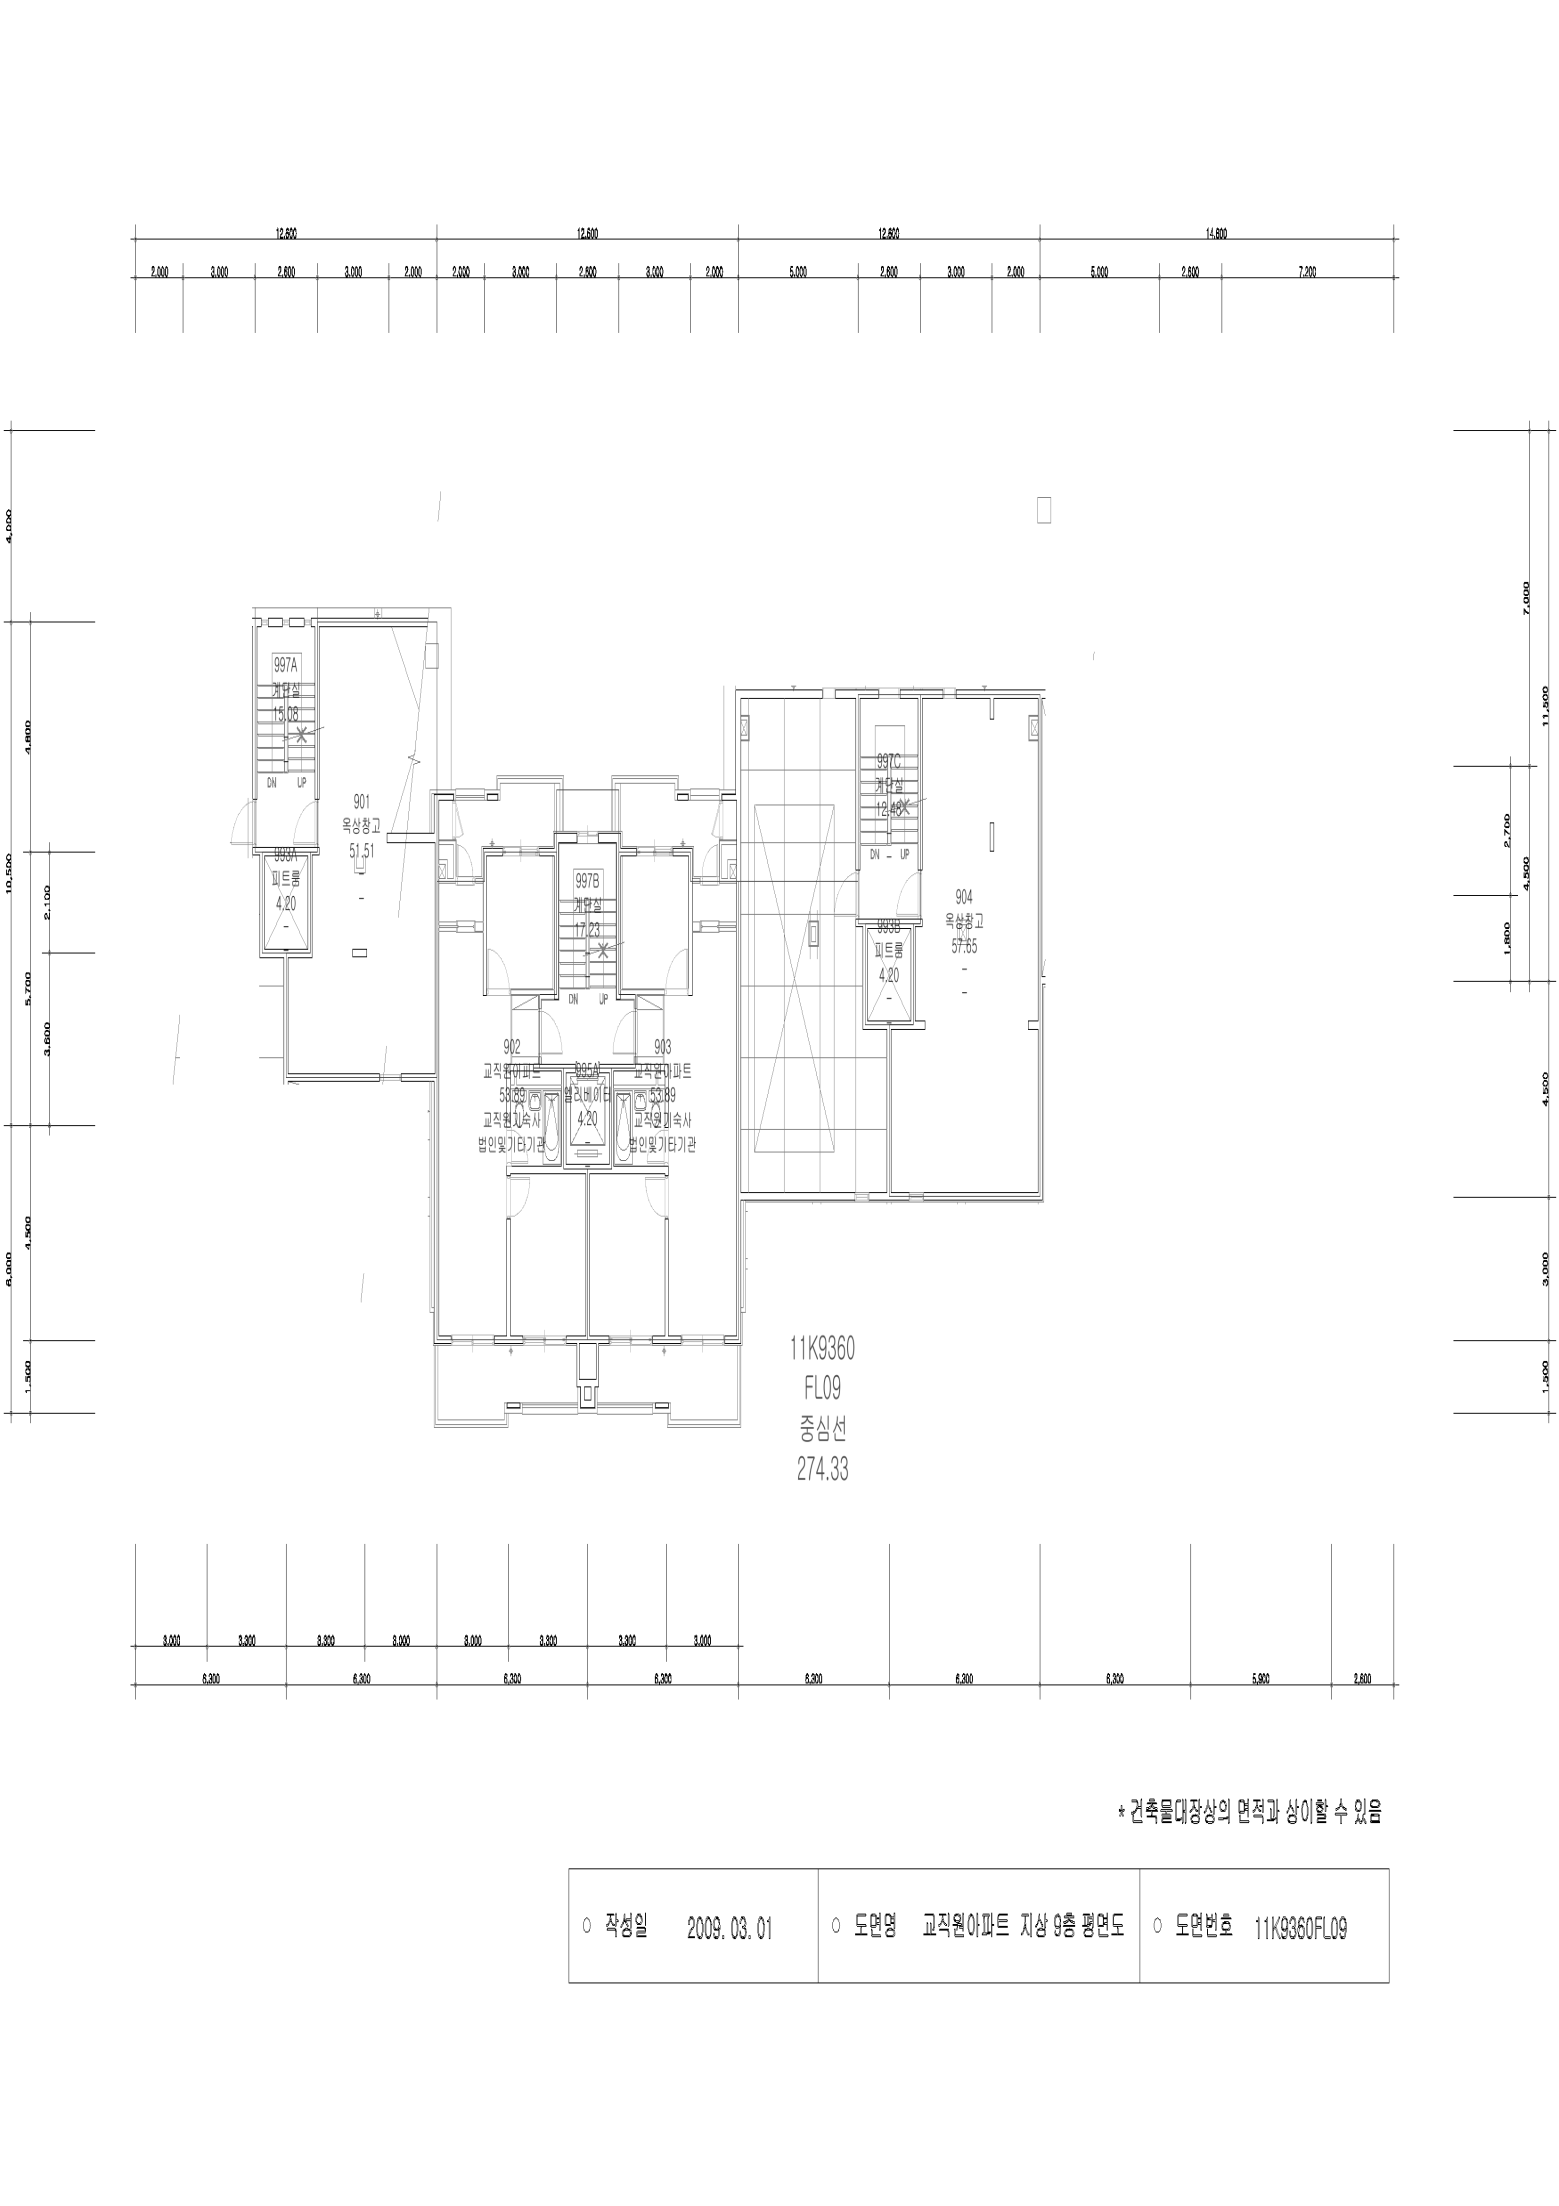 12,600 12,600 12,600 14,600
2,000 3,000 2,600 3,000 2,000 2,000 3,000 2,600 3,000 2,000 5,000 2,600 3,000 2,000 5,000 2,600 7,200
10,500
6,000
4,800
5,700
4,500
1,500
2,100
3,600
7,000
4,500
2,700
1,800
11,500
4,500
3,000
1,500
997A
계단실
15.08
DN UP
901
옥상창고
51.51
993A
피트룸
4.20
997B
계단실
17.23
DN UP
997C
계단실
12.48
DN UP
904
옥상창고
57.65
993B
피트룸
4.20
902
교직원아파트
53.89
교직원기숙사
법인및기타기관
995A
엘리베이터
4.20
903
교직원아파트
53.89
교직원기숙사
법인및기타기관
11K9360
FL09
중심선
274.33
3,000 3,300 3,300 3,000 3,000 3,300 3,300 3,000
6,300 6,300 6,300 6,300 6,300 6,300 6,300 5,900 2,600
* 건축물대장상의 면적과 상이할 수 있음
○ 작성일 2009. 03. 01
○ 도면명 교직원아파트 지상 9층 평면도
○ 도면번호 11K9360FL09